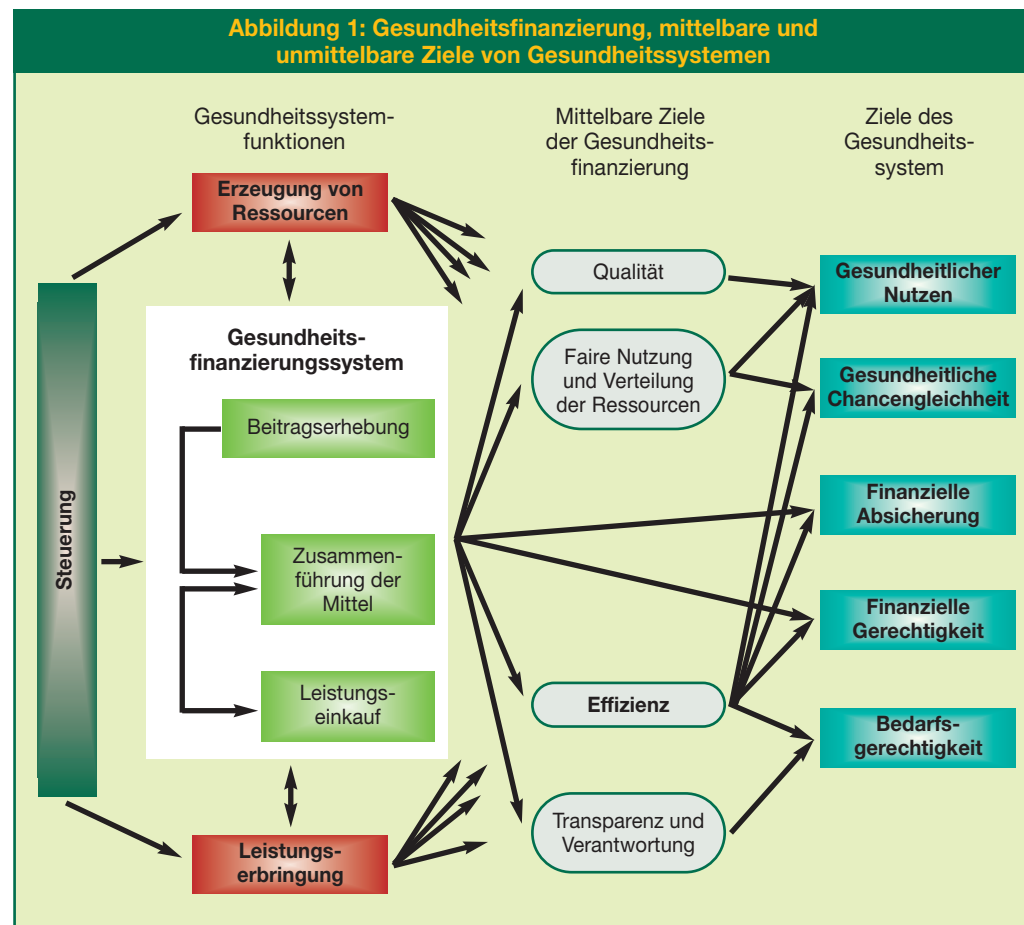 Abbildung 1: Gesundheitsfinanzierung, mittelbare und
unmittelbare Ziele von Gesundheitssystemen
Gesundheitssystem-
funktionen
Mittelbare Ziele
der Gesundheits-
finanzierung
Ziele des
Gesundheits-
system
Steuerung
Erzeugung von
Ressourcen
Gesundheits-
finanzierungssystem
Beitragserhebung
Zusammen-
führung der
Mittel
Leistungs-
einkauf
Leistungs-
erbringung
Qualität
Faire Nutzung
und Verteilung
der Ressourcen
Effizienz
Transparenz und
Verantwortung
Gesundheitlicher
Nutzen
Gesundheitliche
Chancengleichheit
Finanzielle
Absicherung
Finanzielle
Gerechtigkeit
Bedarfs-
gerechtigkeit